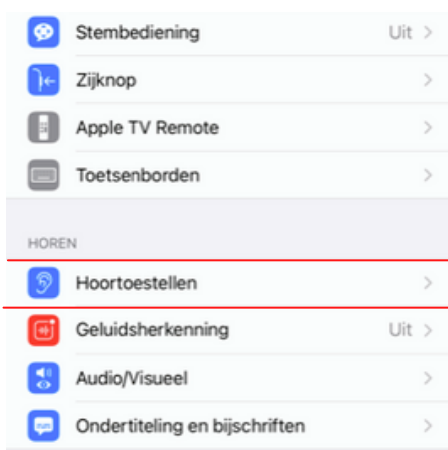 Stembediening Uit
Zijknop
Apple TV Remote
Toetsenborden
HOREN
Hoortoestellen
Geluidsherkenning Uit
Audio/Visueel
Ondertiteling en bijschriften